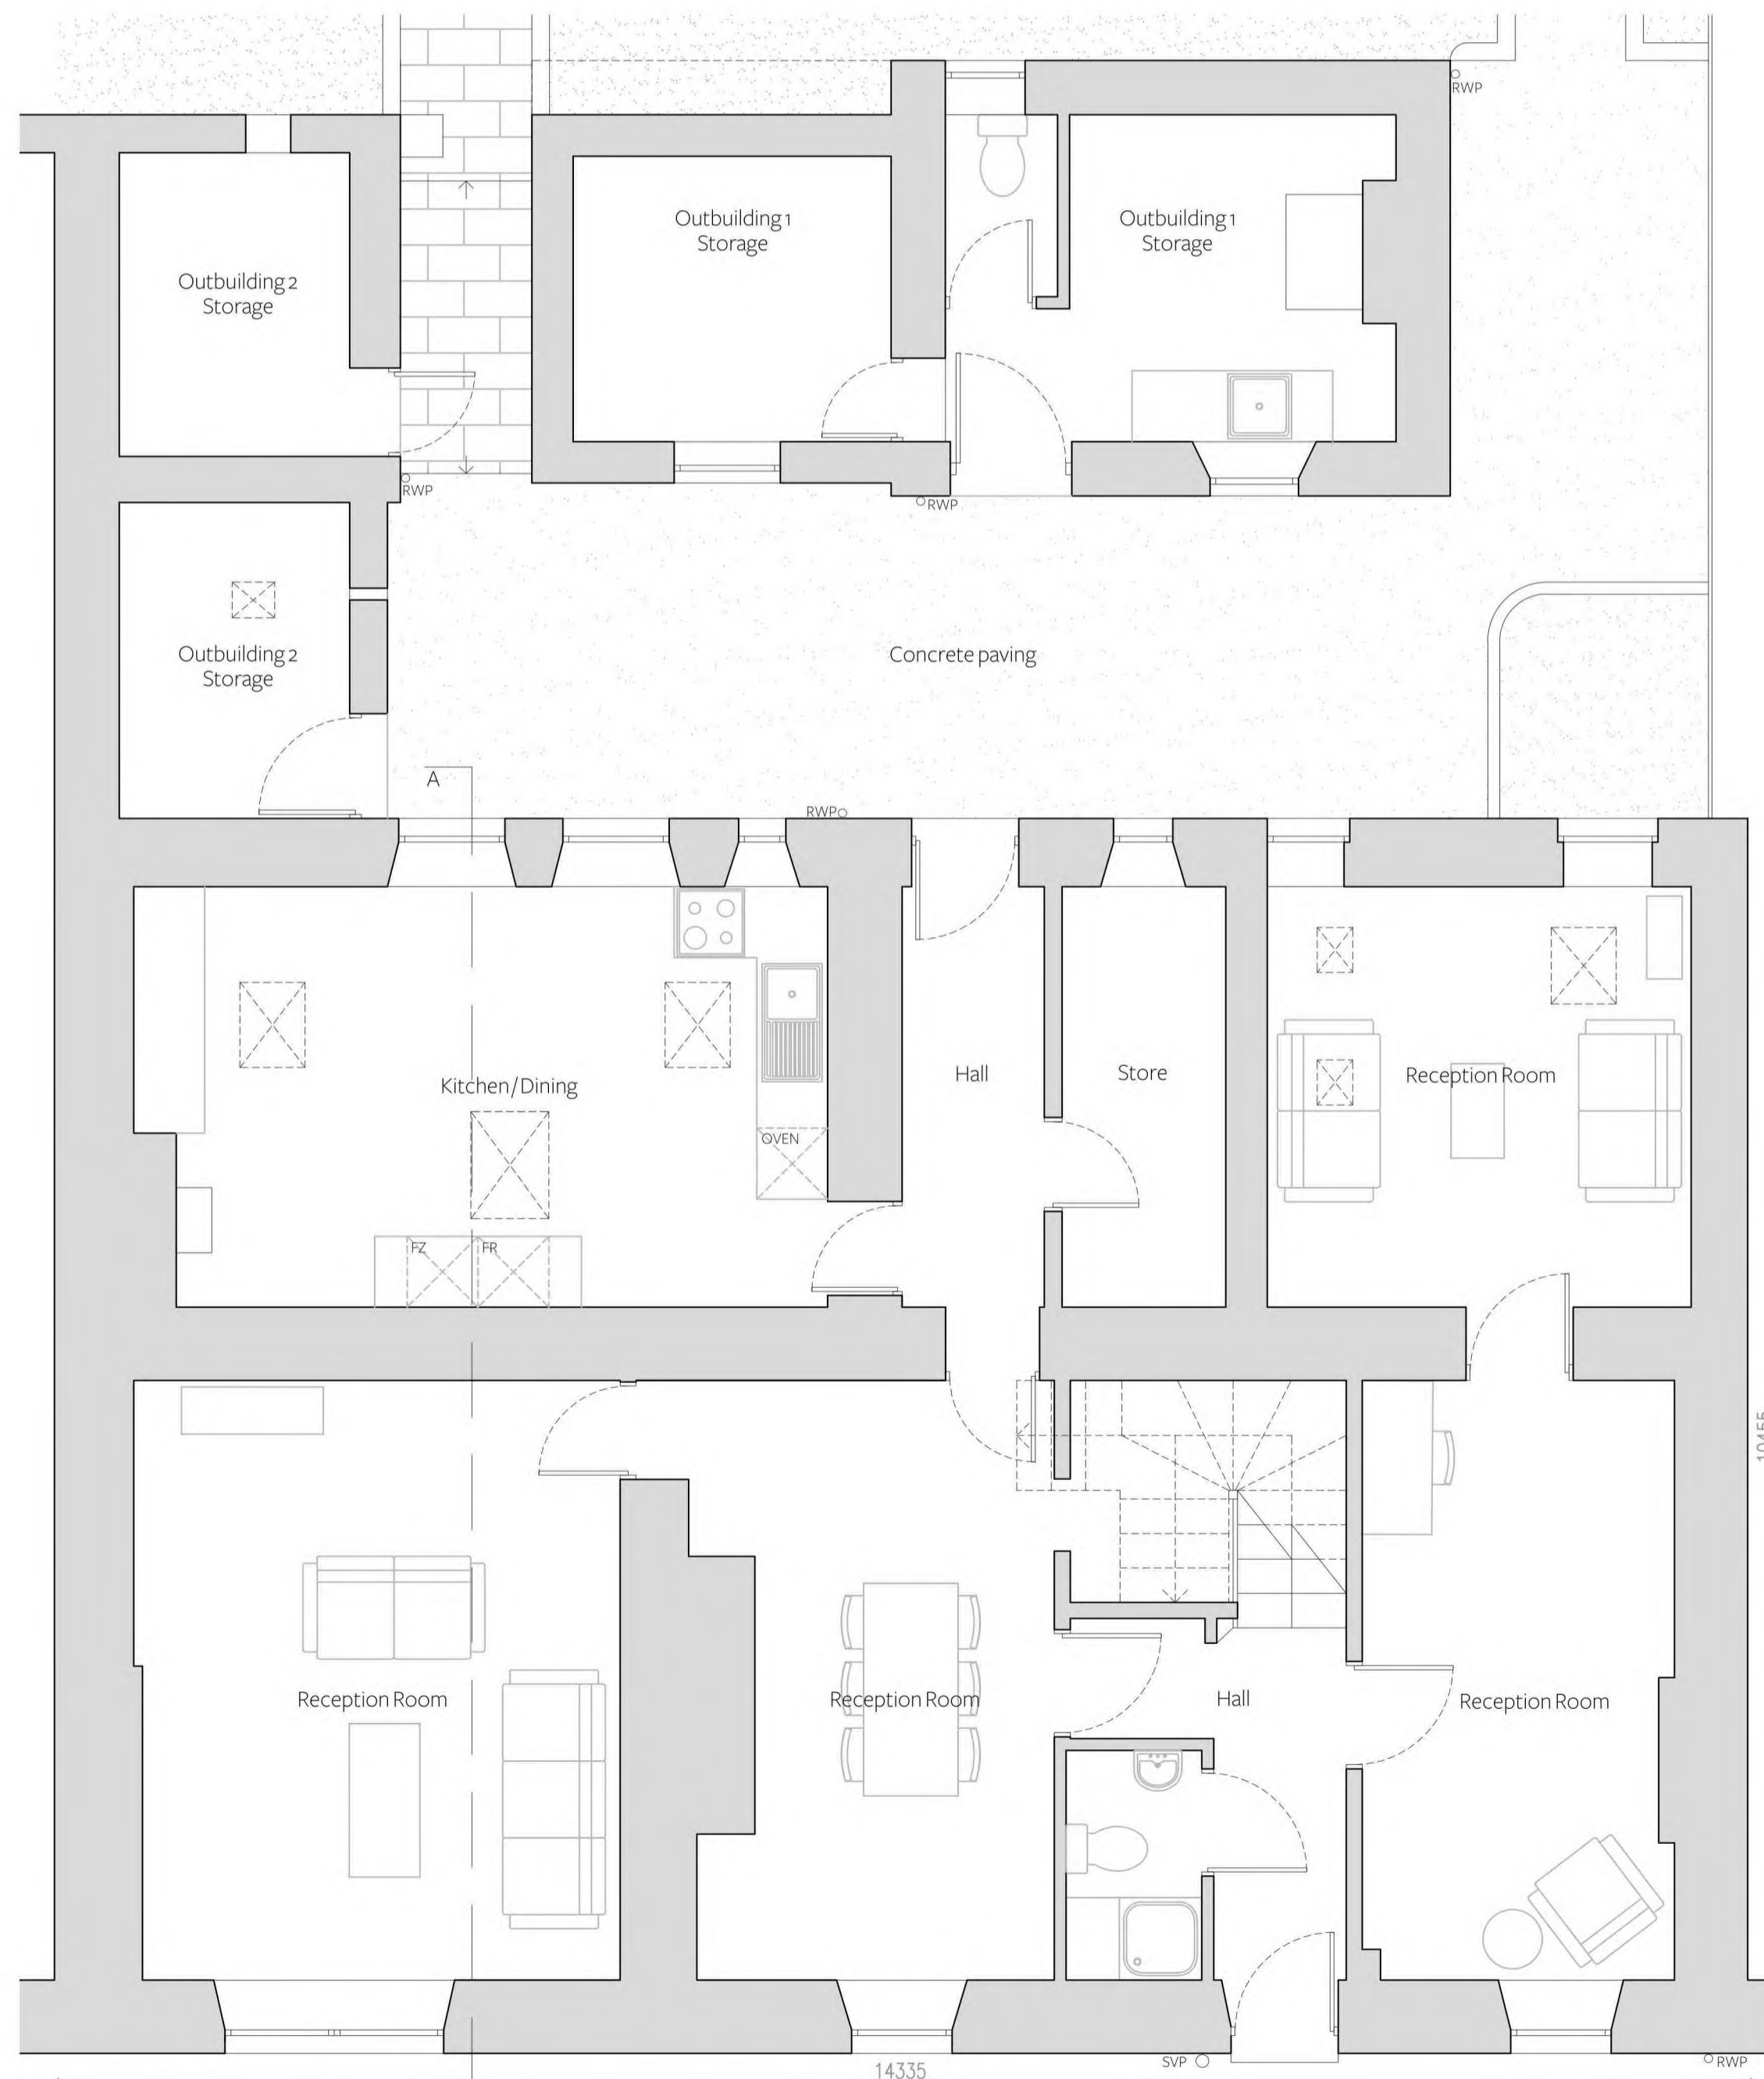 RWP
Outbuilding 1
Storage
Outbuilding 1
Storage
Outbuilding 2
Storage
RWP
RWP
Outbuilding 2
Storage
Concrete paving
A
RWP
Hall
Store
Reception Room
Kitchen/Dining
OVEN
FZ
FR
10455
Reception Room
Reception Room
Hall
Reception Room
SVP
RWP
14335